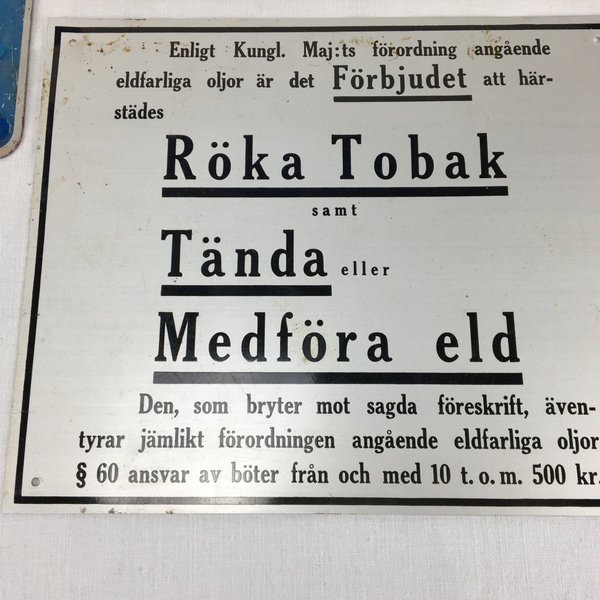 Enligt Kungl. Maj:ts förordning angående
eldfarliga oljor är det Förbjudet att här-
städes
Röka Tobak
samt
Tända eller
Medföra eld
Den, som bryter mot sagda föreskrift, även-
tyrar jämlikt förordningen angående eldfarliga oljor
§ 60 ansvar av böter från och med 10 t. o. m. 500 kr.